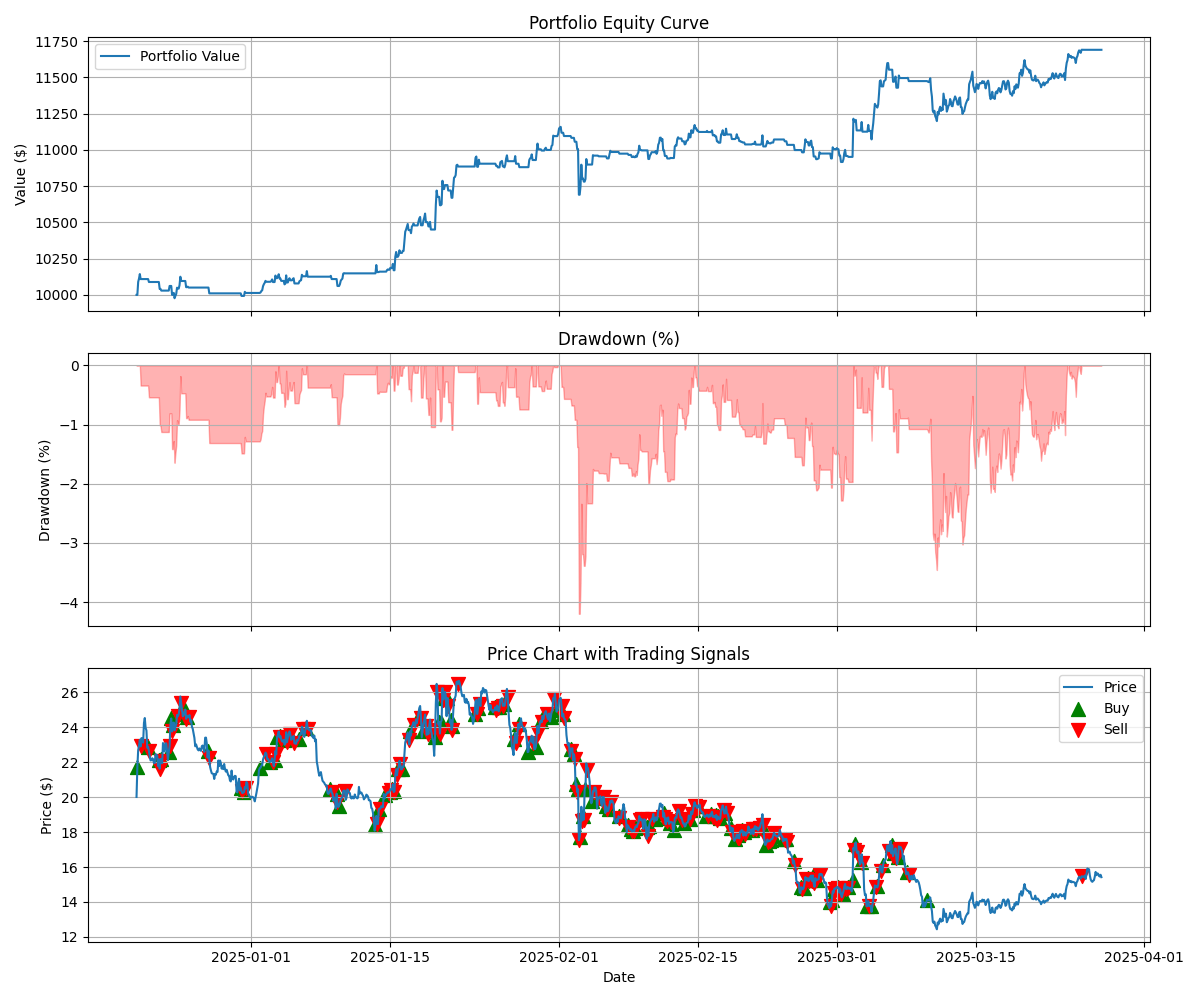 Portfolio Equity Curve
11750
11500
11250
11000
10750
10500
10250
10000
Value ($)
Portfolio Value
Drawdown (%)
0
−1
−2
−3
−4
Drawdown (%)
Price Chart with Trading Signals
26
24
22
20
18
16
14
12
Price ($)
Price
Buy
Sell
2025-01-01 2025-01-15 2025-02-01 2025-02-15 2025-03-01 2025-03-15 2025-04-01
Date